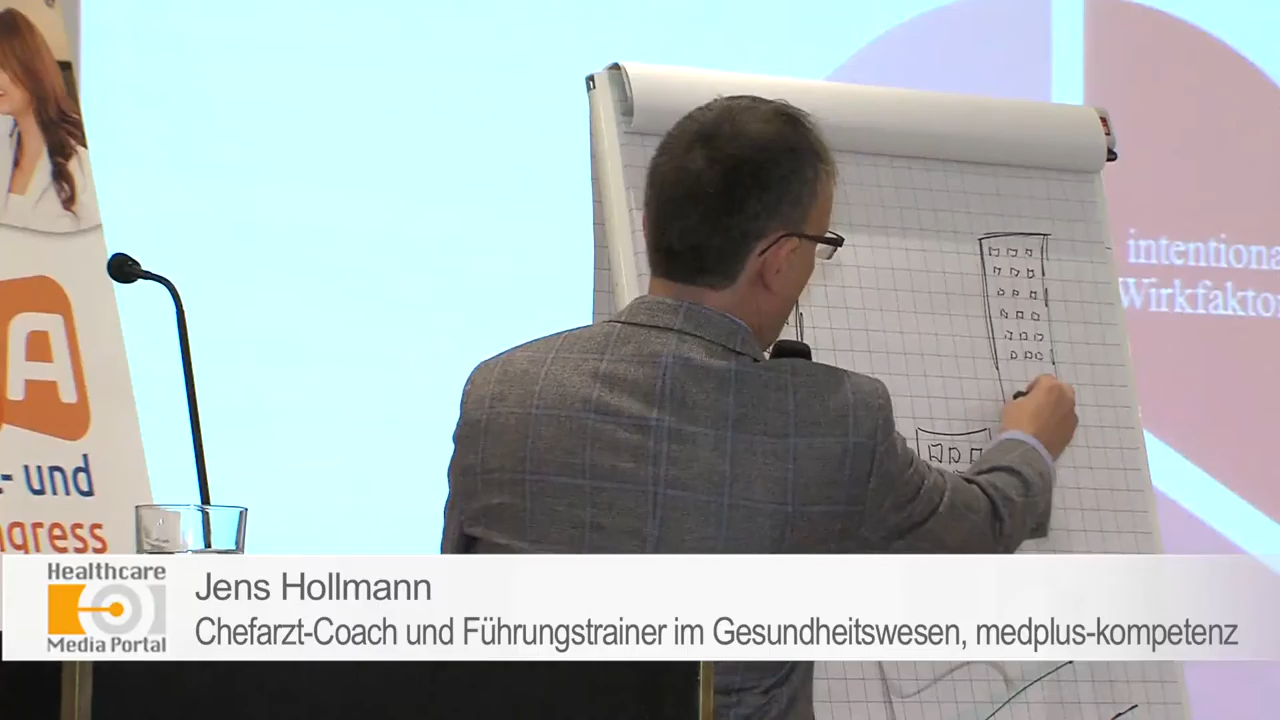 intentiona
Wirkfaktor
A
- und
ngress
Healthcare
Media Portal
Jens Hollmann
Chefarzt-Coach und Führungstrainer im Gesundheitswesen, medplus-kompetenz